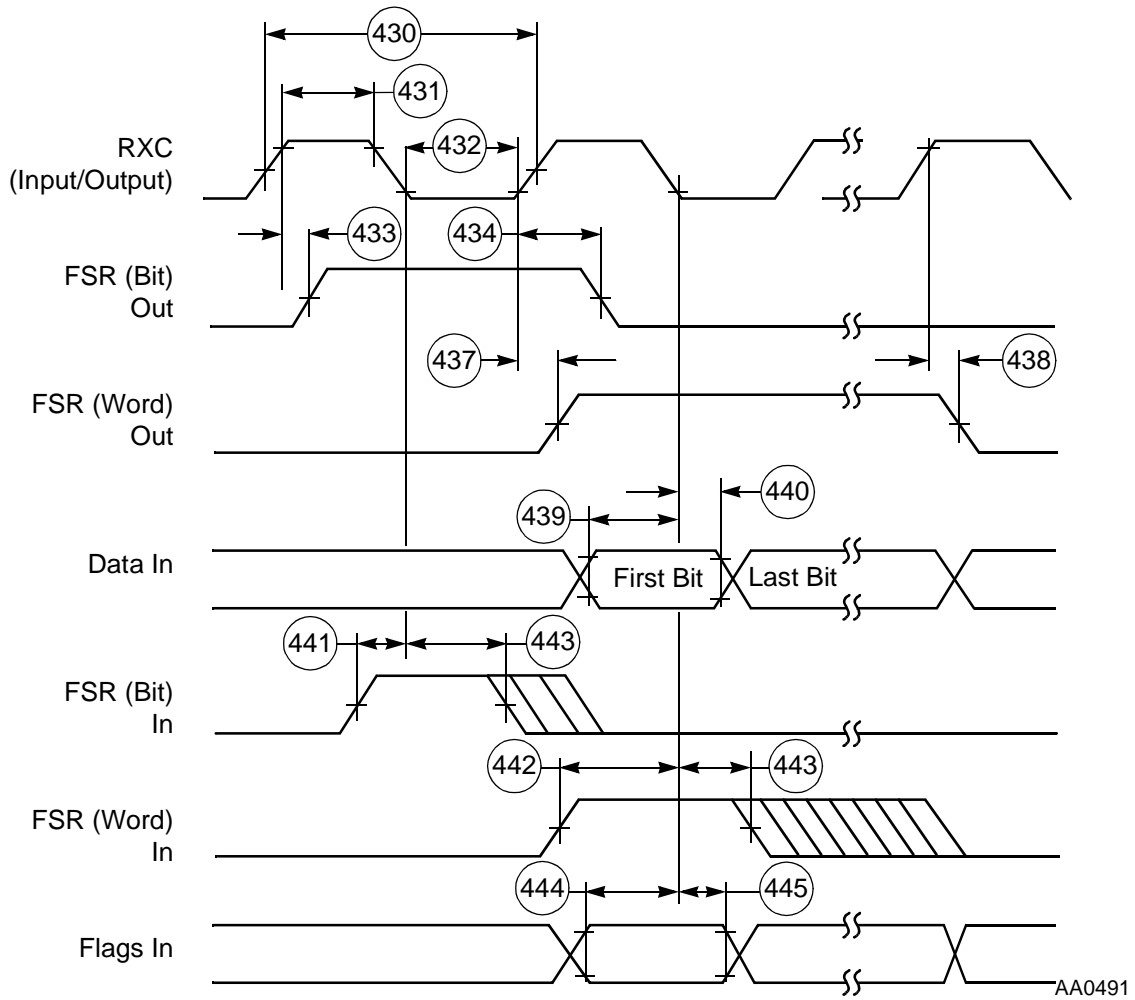 430
431
RXC
(Input/Output)
432
433
434
FSR (Bit)
Out
437
438
FSR (Word)
Out
439
440
Data In
First Bit
Last Bit
441
443
FSR (Bit)
In
442
443
FSR (Word)
In
444
445
Flags In
AA0491